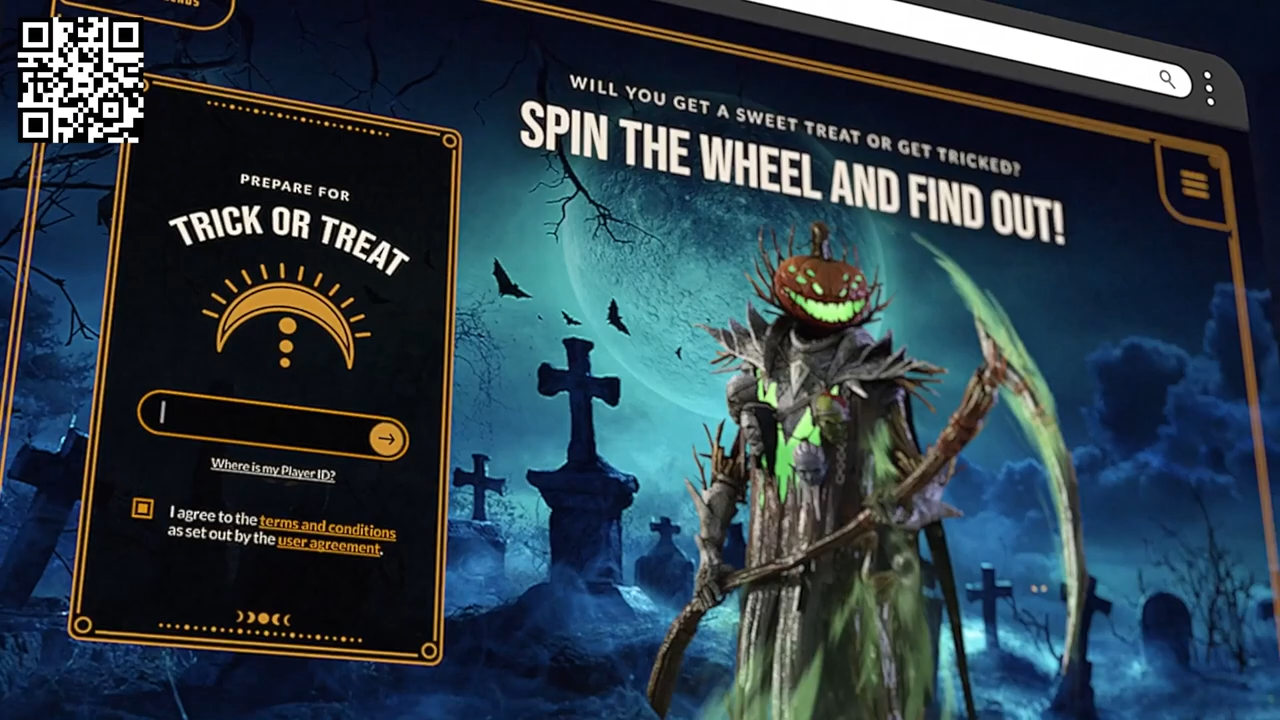 PREPARE FOR
TRICK OR TREAT
Where is my Player ID?
I agree to the terms and conditions
as set out by the user agreement.
WILL YOU GET A SWEET TREAT OR GET TRICKED?
SPIN THE WHEEL AND FIND OUT!